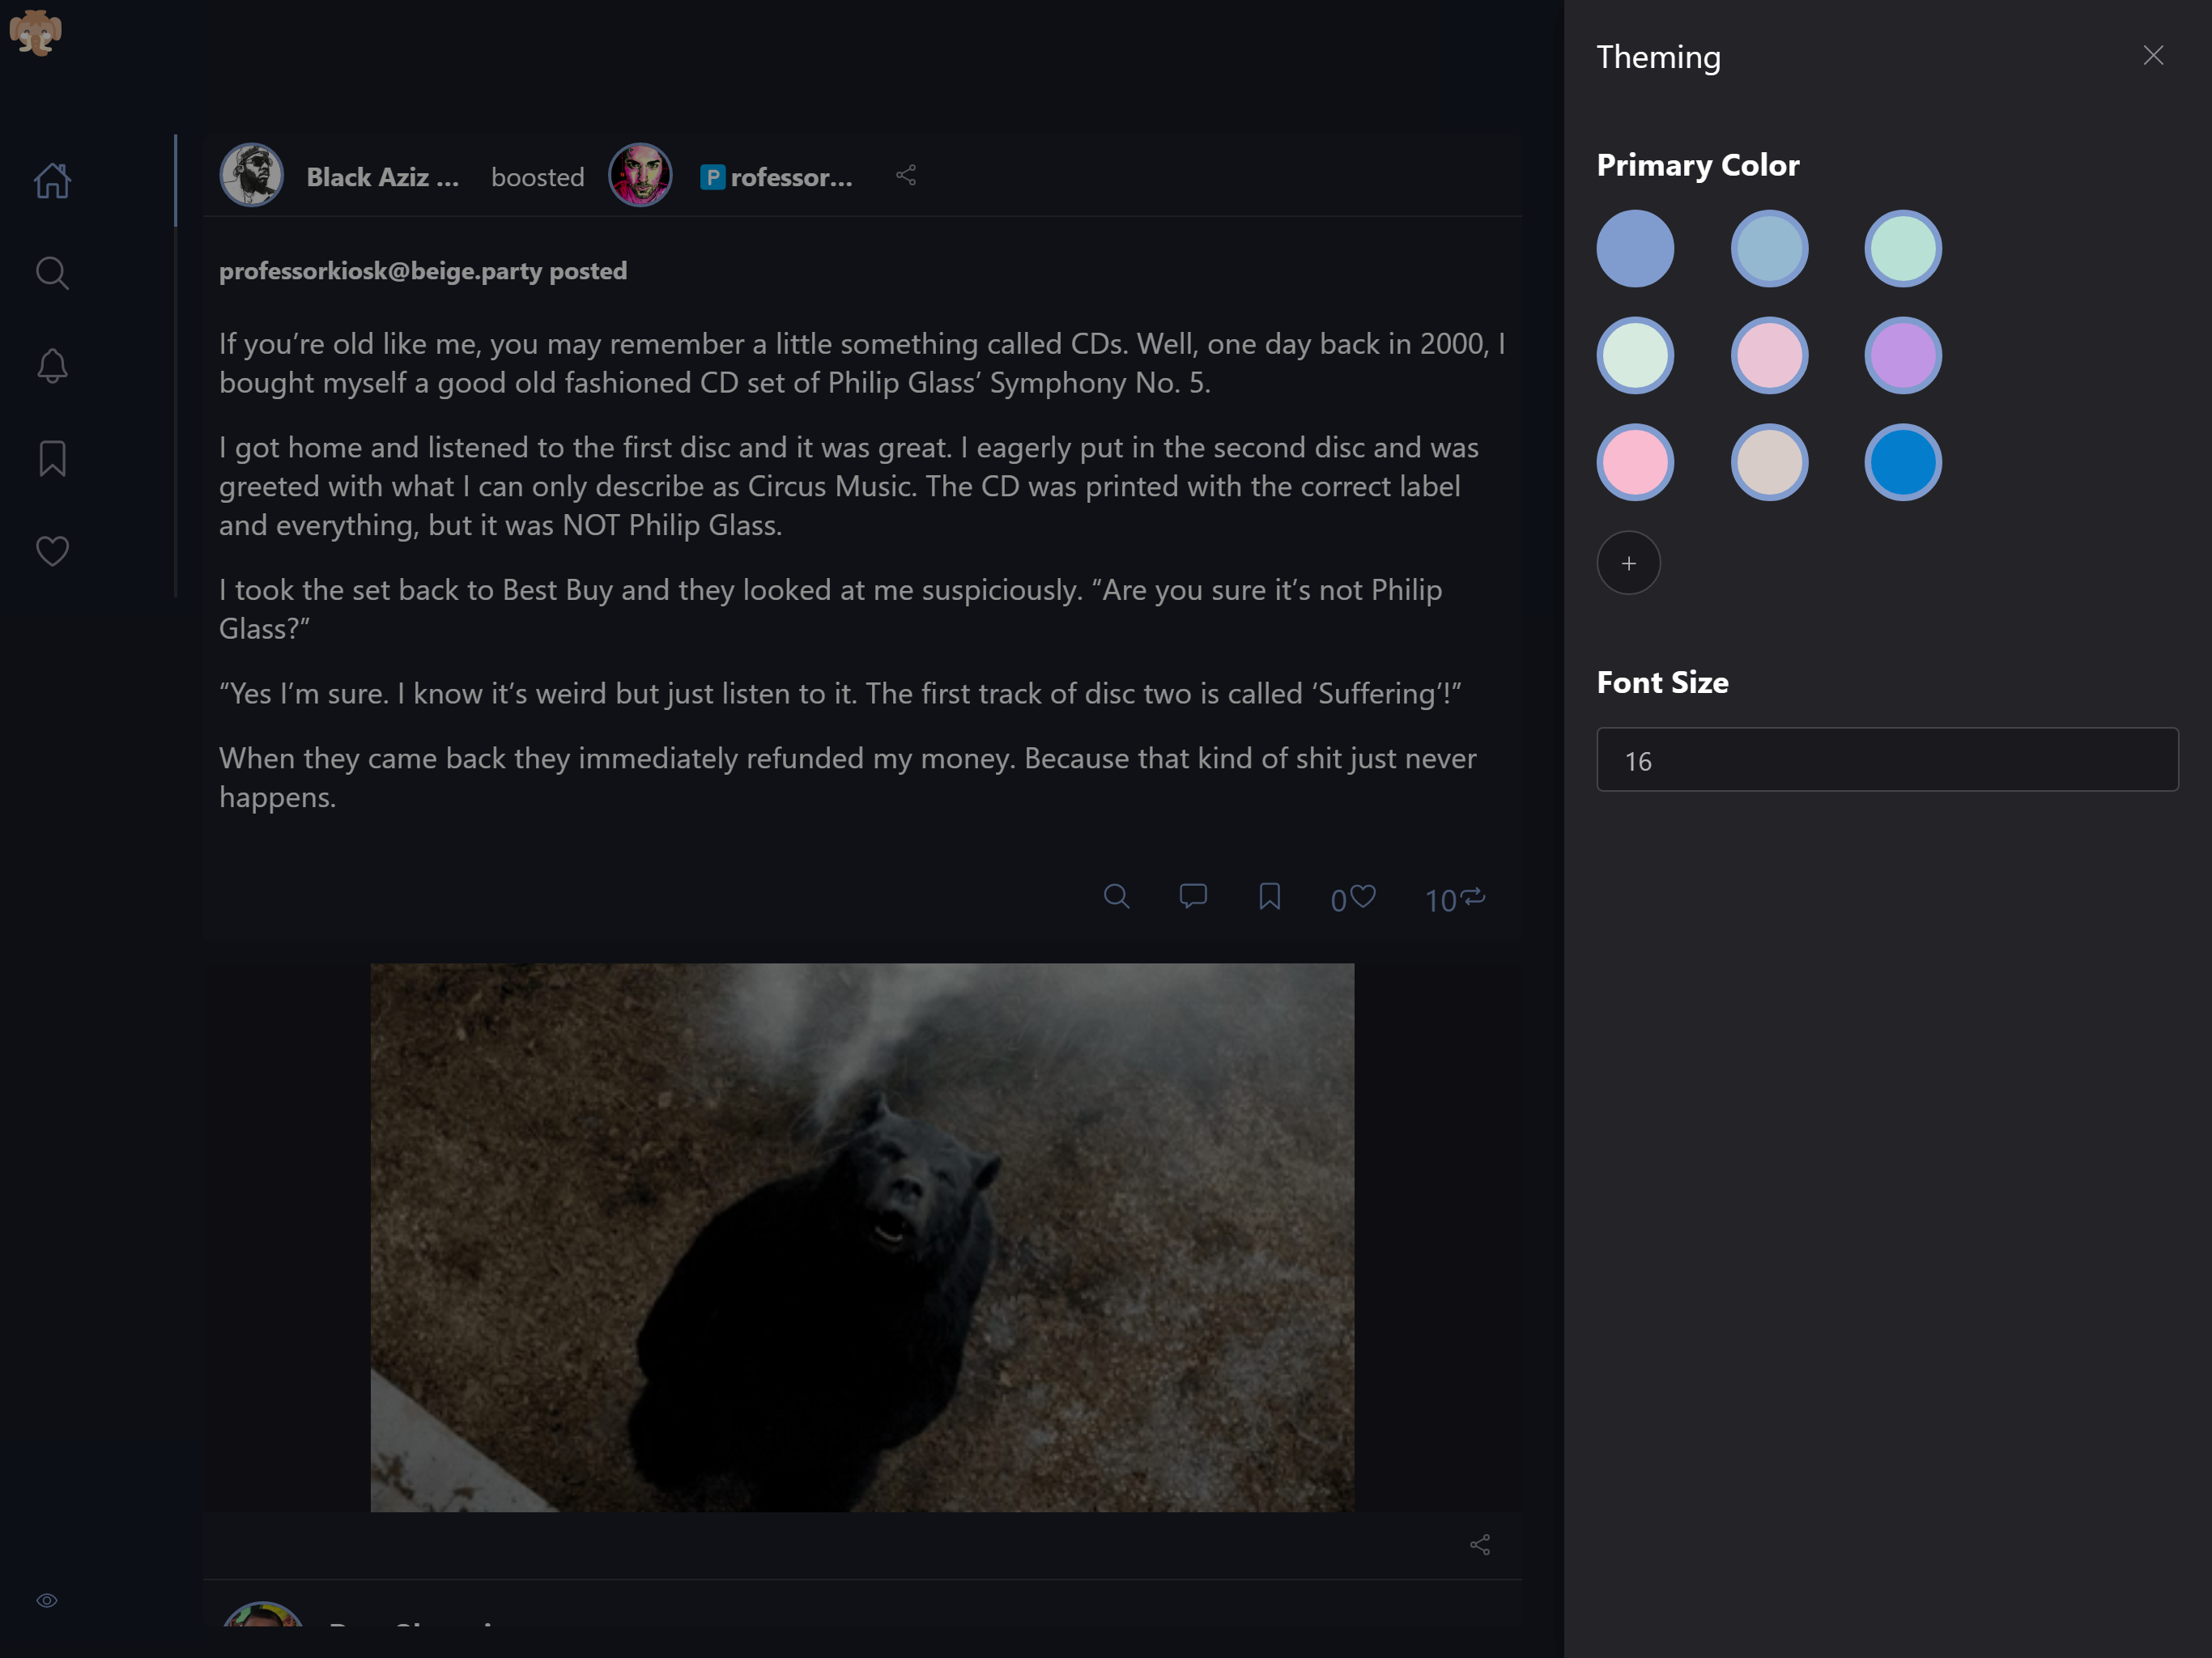 Black Aziz ... boosted 🅿️rofessor...
professorkiosk@beige.party posted
If you’re old like me, you may remember a little something called CDs. Well, one day back in 2000, I
bought myself a good old fashioned CD set of Philip Glass’ Symphony No. 5.
I got home and listened to the first disc and it was great. I eagerly put in the second disc and was
greeted with what I can only describe as Circus Music. The CD was printed with the correct label
and everything, but it was NOT Philip Glass.
I took the set back to Best Buy and they looked at me suspiciously. “Are you sure it’s not Philip
Glass?”
“Yes I’m sure. I know it’s weird but just listen to it. The first track of disc two is called ‘Suffering’!”
When they came back they immediately refunded my money. Because that kind of shit just never
happens.
0 10
Theming
Primary Color
+
Font Size
16